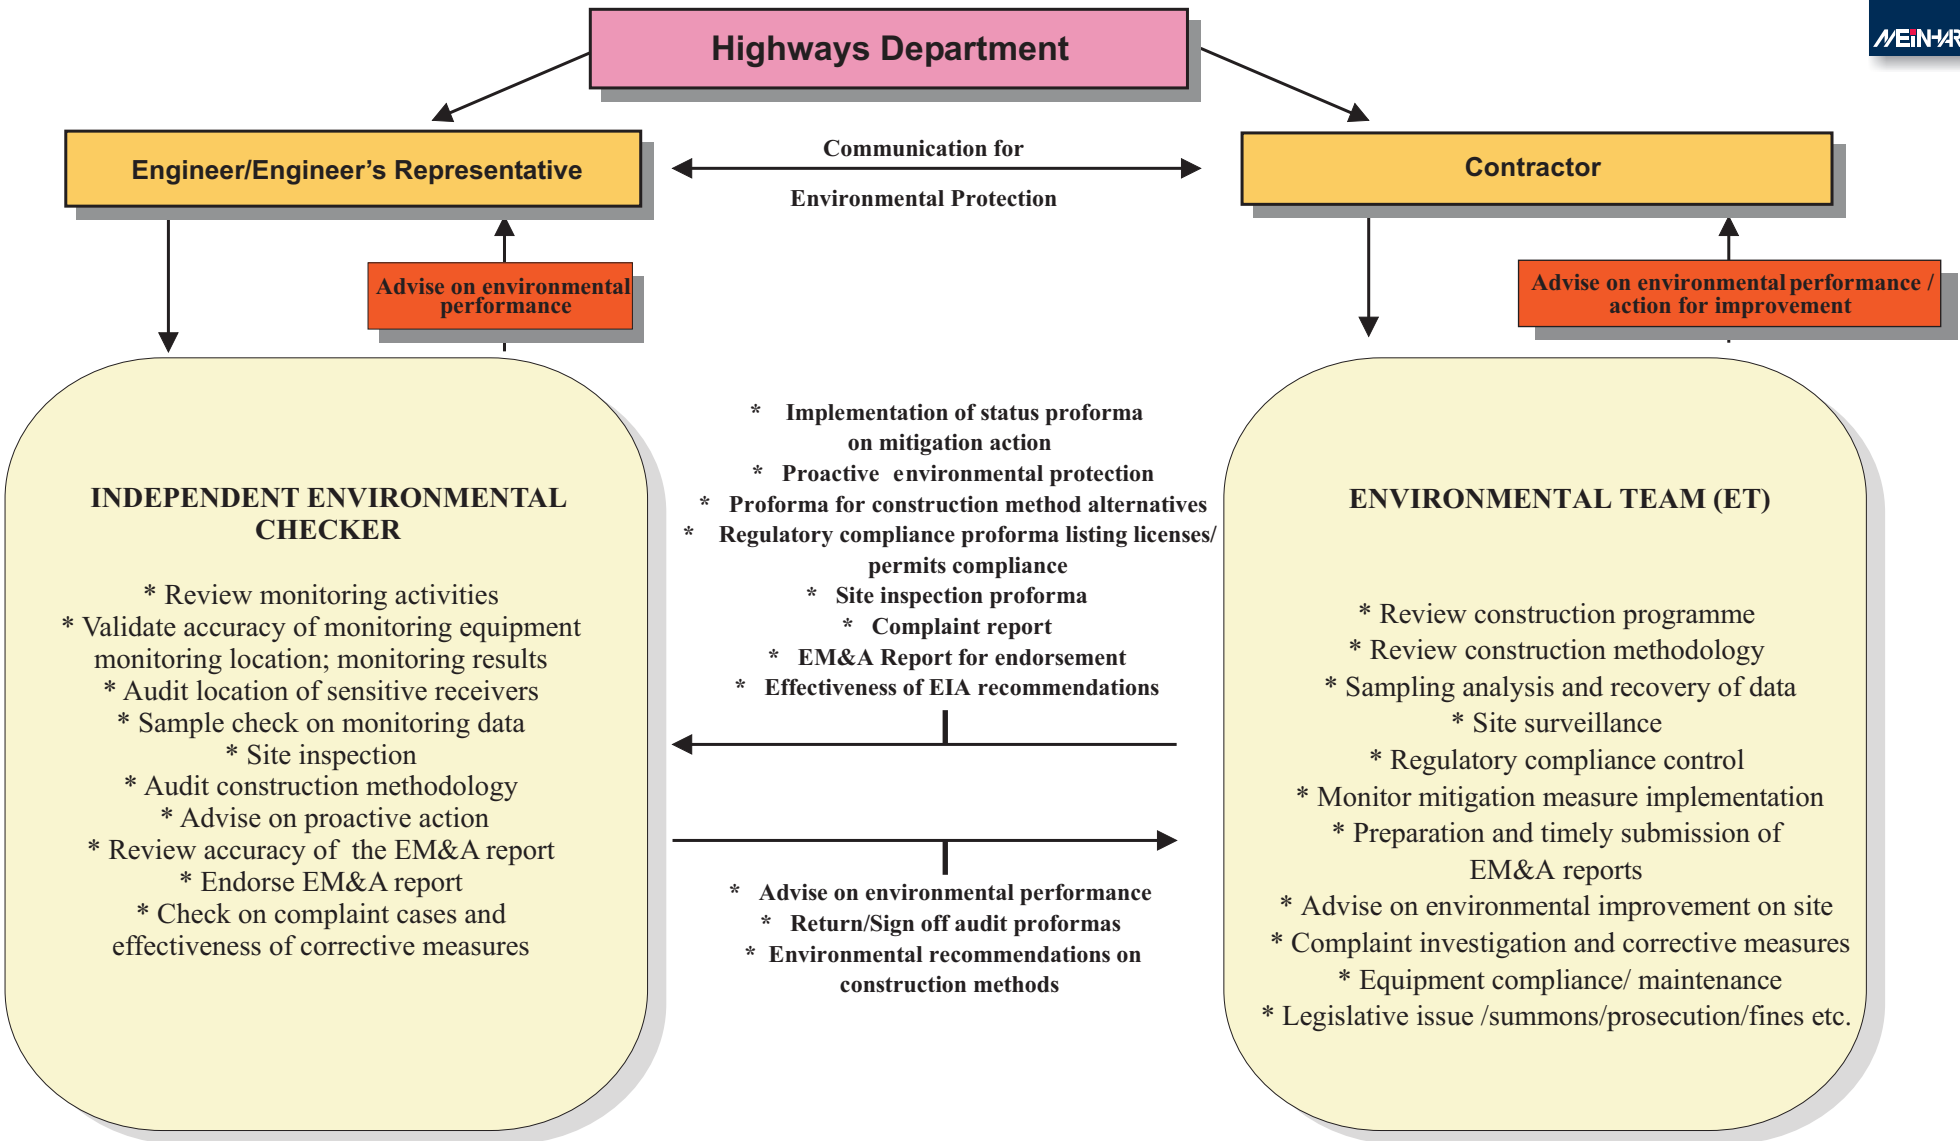 Highways Department
MEINHAR
Engineer/Engineer's Representative
Communication for
Environmental Protection
Contractor
Advise on environmental
performance
Advise on environmental performance /
action for improvement
INDEPENDENT ENVIRONMENTAL
CHECKER
* Review monitoring activities
* Validate accuracy of monitoring equipment
monitoring location; monitoring results
* Audit location of sensitive receivers
* Sample check on monitoring data
* Site inspection
* Audit construction methodology
* Advise on proactive action
* Review accuracy of the EM&A report
* Endorse EM&A report
* Check on complaint cases and
effectiveness of corrective measures
* Implementation of status proforma
on mitigation action
* Proactive environmental protection
* Proforma for construction method alternatives
* Regulatory compliance proforma listing licenses/
permits compliance
* Site inspection proforma
* Complaint report
* EM&A Report for endorsement
* Effectiveness of EIA recommendations
* Advise on environmental performance
* Return/Sign off audit proformas
* Environmental recommendations on
construction methods
ENVIRONMENTAL TEAM (ET)
* Review construction programme
* Review construction methodology
* Sampling analysis and recovery of data
* Site surveillance
* Regulatory compliance control
* Monitor mitigation measure implementation
* Preparation and timely submission of
EM&A reports
* Advise on environmental improvement on site
* Complaint investigation and corrective measures
* Equipment compliance/ maintenance
* Legislative issue /summons/prosecution/fines etc.